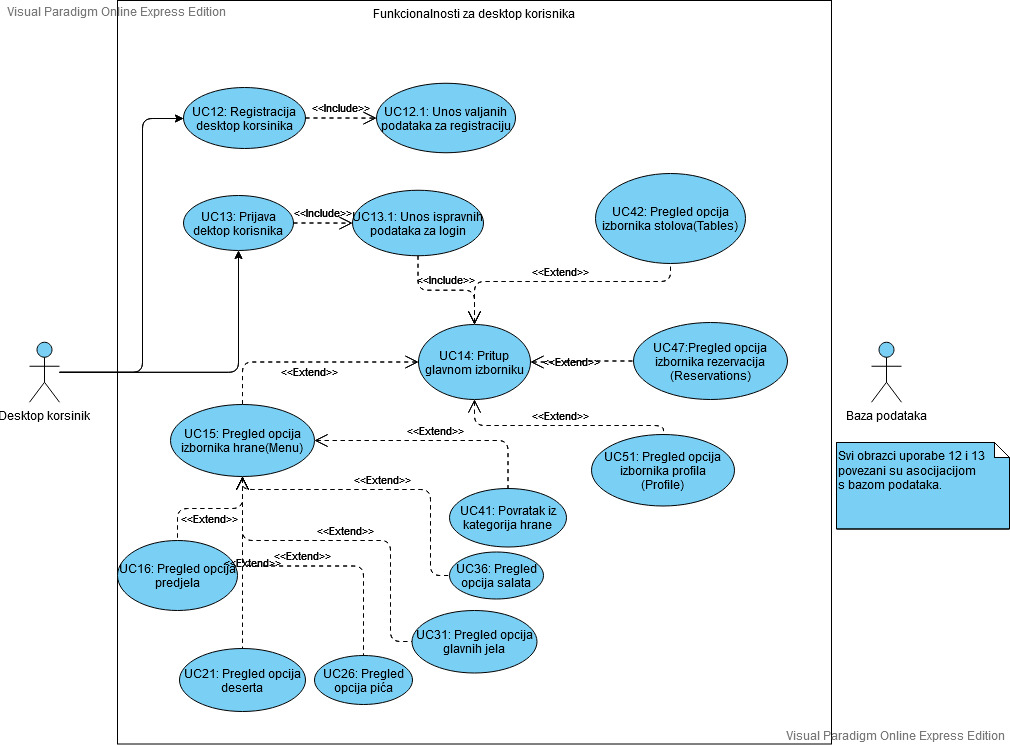 Visual Paradigm Online Express Edition
Funkcionalnosti za desktop korisnika
UC12: Registracija
desktop korsinika
<<Include>>
UC12.1: Unos valjanih
podataka za registraciju
UC13: Prijava
dektop korisnika
<<Include>>
UC13.1: Unos ispravnih
podataka za login
UC42: Pregled opcija
izbornika stolova(Tables)
<<Include>>
<<Extend>>
UC14: Pritup
glavnom izborniku
<<Extend>>
UC47:Pregled opcija
izbornika rezervacija
(Reservations)
<<Extend>>
Desktop korsinik
Baza podataka
<<Extend>>
UC15: Pregled opcija
izbornika hrane(Menu)
<<Extend>>
UC51: Pregled opcija
izbornika profila
(Profile)
Svi obrazci uporabe 12 i 13
povezani su asocijacijom
s bazom podataka.
<<Extend>>
UC41: Povratak iz
kategorija hrane
<<Extend>>
<<Extend>>
<<Extend>>
<<Extend>>
UC16: Pregled opcija
predjela
UC36: Pregled
opcija salata
UC31: Pregled opcija
glavnih jela
UC21: Pregled opcija
deserta
UC26: Pregled
opcija pića
Visual Paradigm Online Express Edition